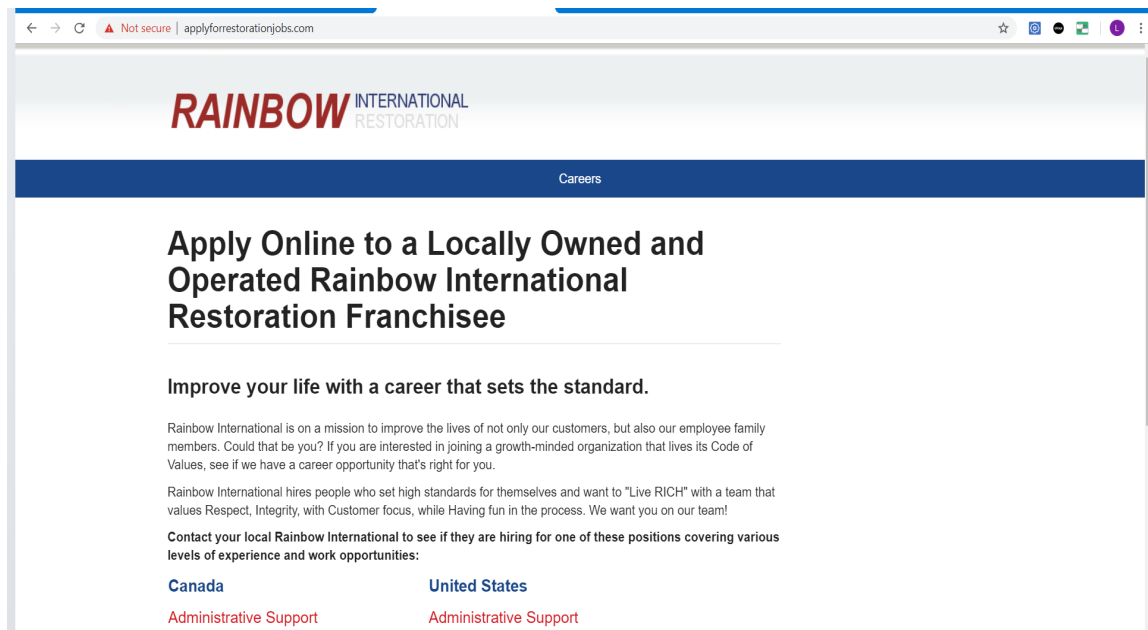 Not secure | applyforrestorationjobs.com
L
RAINBOW INTERNATIONAL
RESTORATION
Careers
Apply Online to a Locally Owned and
Operated Rainbow International
Restoration Franchisee
Improve your life with a career that sets the standard.
Rainbow International is on a mission to improve the lives of not only our customers, but also our employee family
members. Could that be you? If you are interested in joining a growth-minded organization that lives its Code of
Values, see if we have a career opportunity that's right for you.
Rainbow International hires people who set high standards for themselves and want to "Live RICH" with a team that
values Respect, Integrity, with Customer focus, while Having fun in the process. We want you on our team!
Contact your local Rainbow International to see if they are hiring for one of these positions covering various
levels of experience and work opportunities:
Canada United States
Administrative Support Administrative Support